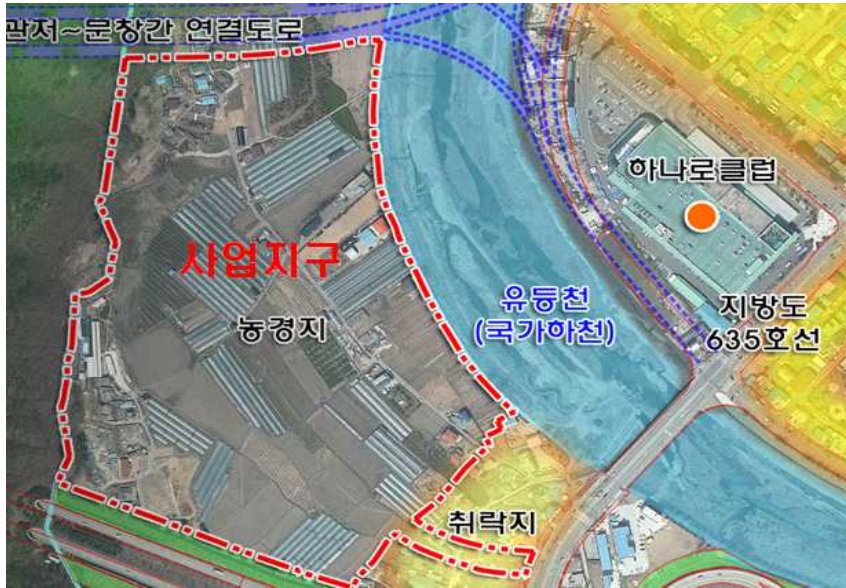 관저~문창간 연결도로
하나로클럽
사업지구
농경지
유등천
(국가하천)
지방도
635호선
취락지